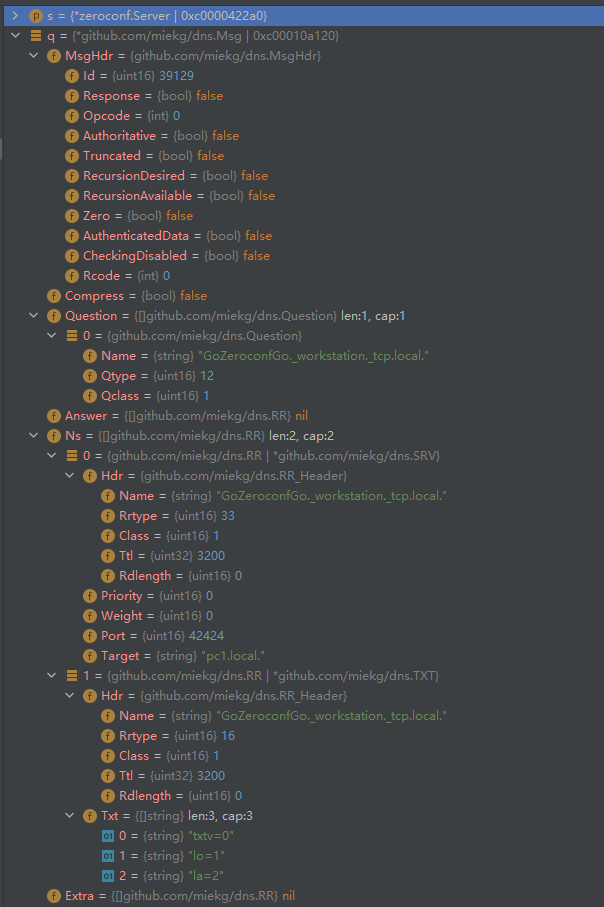 p s = {*zeroconf.Server | 0xc0000422a0}
q = {*github.com/miekg/dns.Msg | 0xc00010a120}
f MsgHdr = {github.com/miekg/dns.MsgHdr}
f Id = {uint16} 39129
f Response = {bool} false
f Opcode = {int} 0
f Authoritative = {bool} false
f Truncated = {bool} false
f RecursionDesired = {bool} false
f RecursionAvailable = {bool} false
f Zero = {bool} false
f AuthenticatedData = {bool} false
f CheckingDisabled = {bool} false
f Rcode = {int} 0
f Compress = {bool} false
f Question = {[]github.com/miekg/dns.Question} len:1, cap:1
0 = {github.com/miekg/dns.Question}
f Name = {string} "GoZeroconfGo._workstation._tcp.local."
f Qtype = {uint16} 12
f Qclass = {uint16} 1
f Answer = {[]github.com/miekg/dns.RR} nil
f Ns = {[]github.com/miekg/dns.RR} len:2, cap:2
0 = {github.com/miekg/dns.RR | *github.com/miekg/dns.SRV}
f Hdr = {github.com/miekg/dns.RR_Header}
f Name = {string} "GoZeroconfGo._workstation._tcp.local."
f Rrtype = {uint16} 33
f Class = {uint16} 1
f Ttl = {uint32} 3200
f Rdlength = {uint16} 0
f Priority = {uint16} 0
f Weight = {uint16} 0
f Port = {uint16} 42424
f Target = {string} "pc1.local."
1 = {github.com/miekg/dns.RR | *github.com/miekg/dns.TXT}
f Hdr = {github.com/miekg/dns.RR_Header}
f Name = {string} "GoZeroconfGo._workstation._tcp.local."
f Rrtype = {uint16} 16
f Class = {uint16} 1
f Ttl = {uint32} 3200
f Rdlength = {uint16} 0
f Txt = {[]string} len:3, cap:3
01 0 = {string} "txtv=0"
01 1 = {string} "lo=1"
01 2 = {string} "la=2"
f Extra = {[]github.com/miekg/dns.RR} nil